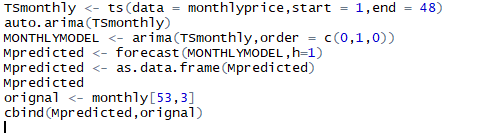 TSmonthly <- ts(data = monthlyprice,start = 1,end = 48)
auto.arima(TSmonthly)
MONTHLYMODEL <- arima(TSmonthly,order = c(0,1,0))
Mpredicted <- forecast(MONTHLYMODEL,h=1)
Mpredicted <- as.data.frame(Mpredicted)
Mpredicted
orignal <- monthly[53,3]
cbind(Mpredicted,orignal)